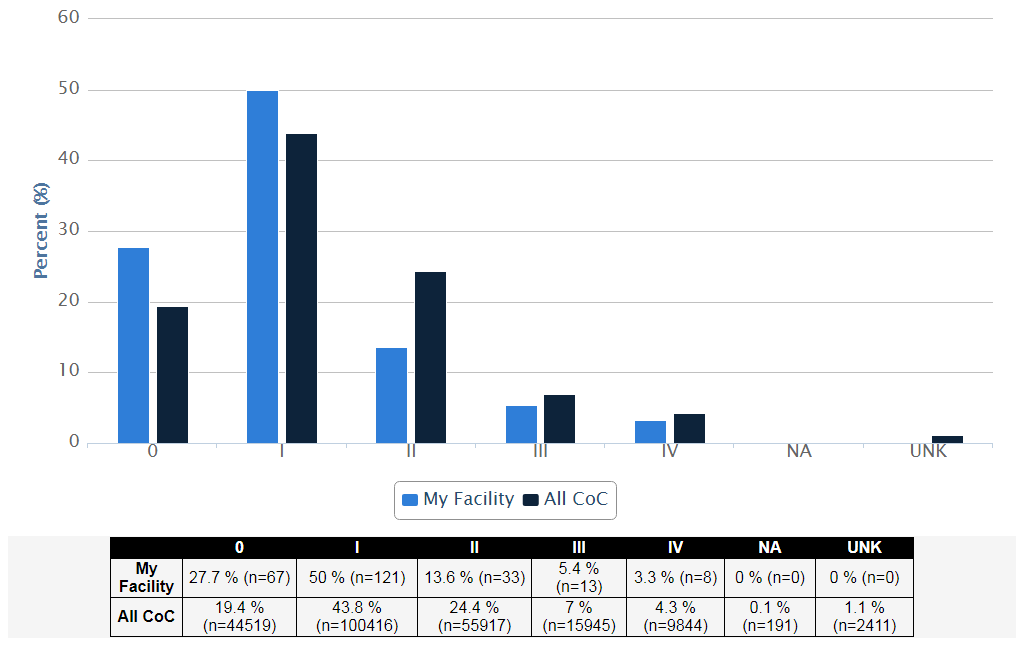 60
50
40
30
20
10
0
Percent (%)
0 I II III IV NA UNK
My Facility All CoC
0 I II III IV NA UNK
My Facility 27.7 % (n=67) 50 % (n=121) 13.6 % (n=33) 5.4 % (n=13) 3.3 % (n=8) 0 % (n=0) 0 % (n=0)
All CoC 19.4 % (n=44519) 43.8 % (n=100416) 24.4 % (n=55917) 7 % (n=15945) 4.3 % (n=9844) 0.1 % (n=191) 1.1 % (n=2411)